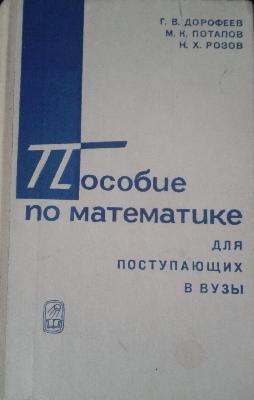 Г. В. ДОРОФЕЕВ
М. К. ПОТАПОВ
Н. Х. РОЗОВ
Пособие
по математике
ДЛЯ
ПОСТУПАЮЩИХ
В ВУЗЫ